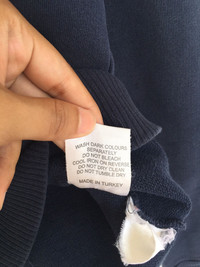 WASH DARK COLOURS
SEPARATELY
DO NOT BLEACH
COOL IRON ON REVERSE
DO NOT DRY CLEAN
DO NOT TUMBLE DRY
MADE IN TURKEY